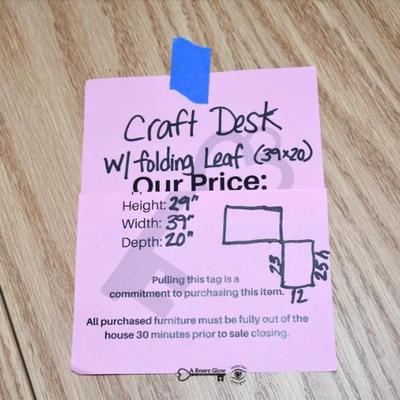 Craft Desk
w/ folding Leaf (39x20)
Our Price:
Height: 29"
Width: 39"
Depth: 20"
23
25h
12
Pulling this tag is a
commitment to purchasing this item.
All purchased furniture must be fully out of the
house 30 minutes prior to sale closing.
A Rosey Glow